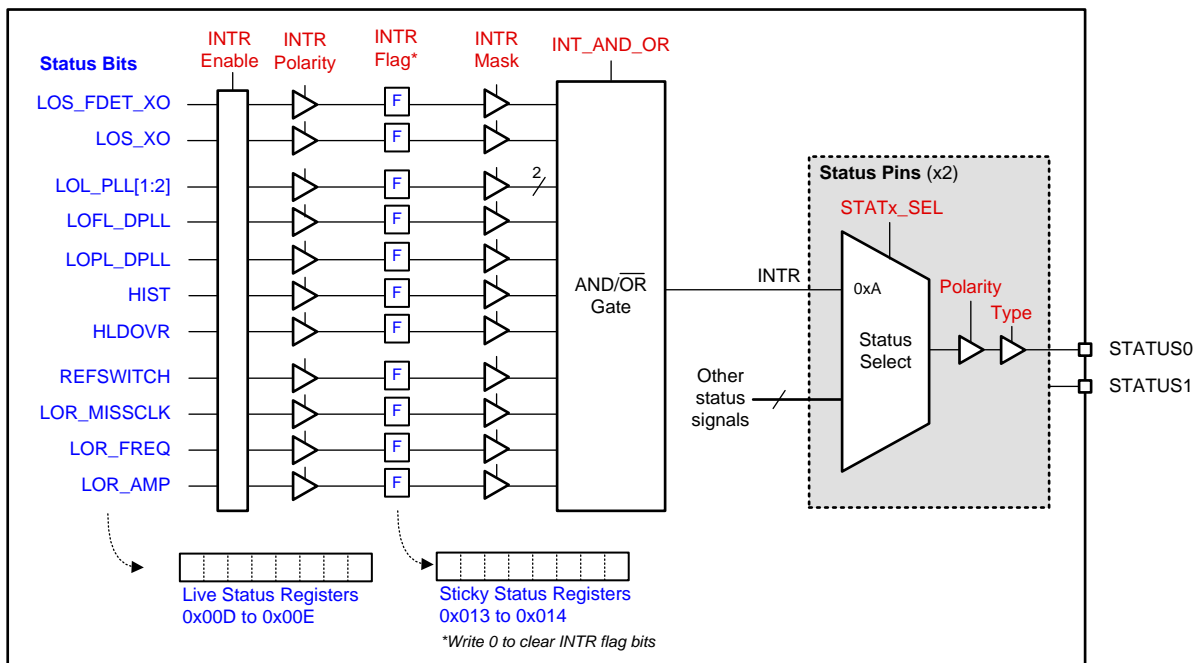 INTR
Enable
INTR
Polarity
INTR
Flag*
INTR
Mask
INT_AND_OR
Status Bits
LOS_FDET_XO
F
LOS_XO
F
LOL_PLL[1:2]
F
2
LOFL_DPLL
F
LOPL_DPLL
F
HIST
F
HLDOVR
F
REFSWITCH
F
LOR_MISSCLK
F
LOR_FREQ
F
LOR_AMP
F
AND/O̅R̅
Gate
INTR
Status Pins (x2)
STATx_SEL
0xA
Status
Select
Polarity
Type
Other
status
signals
STATUS0
STATUS1
Live Status Registers
0x00D to 0x00E
Sticky Status Registers
0x013 to 0x014
*Write 0 to clear INTR flag bits